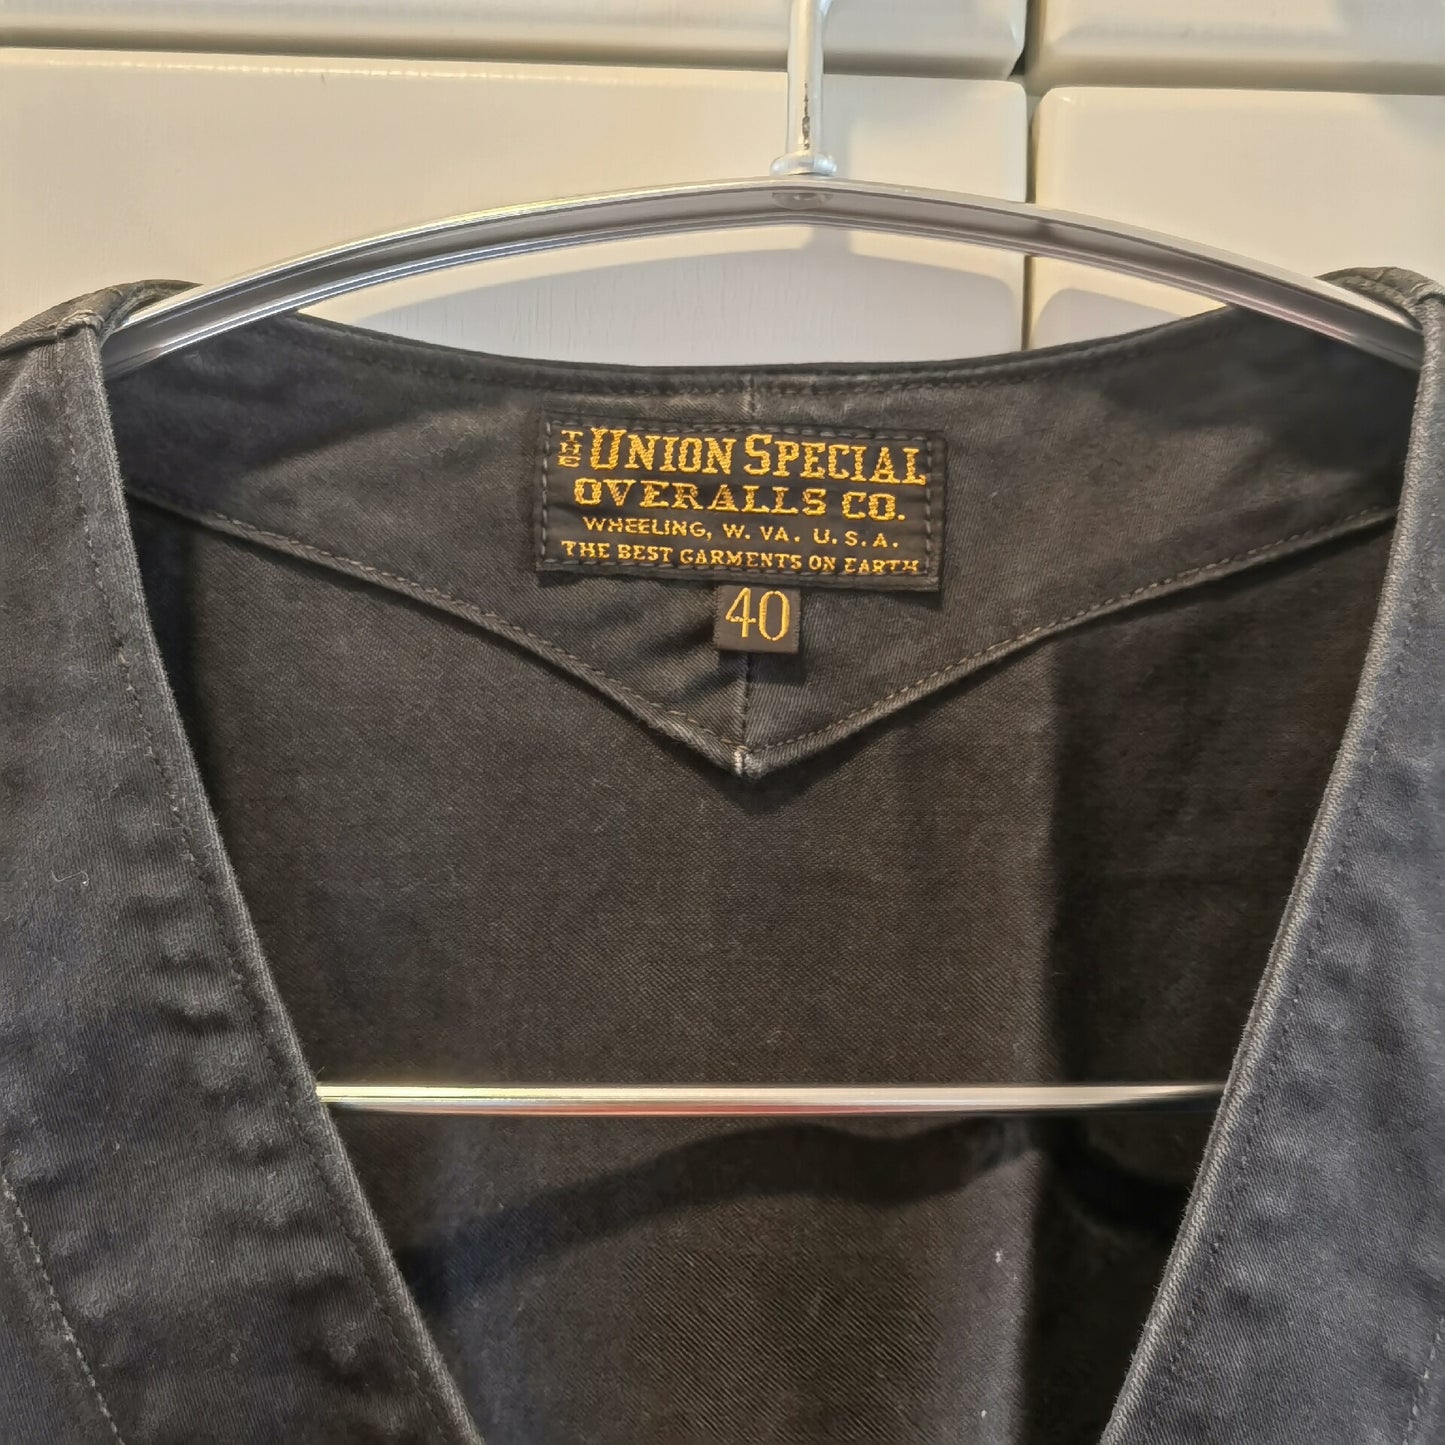 THE UNION SPECIAL
OVERALLS CO.
WHEELING, W. VA. U.S.A.
THE BEST GARMENTS ON EARTH
40